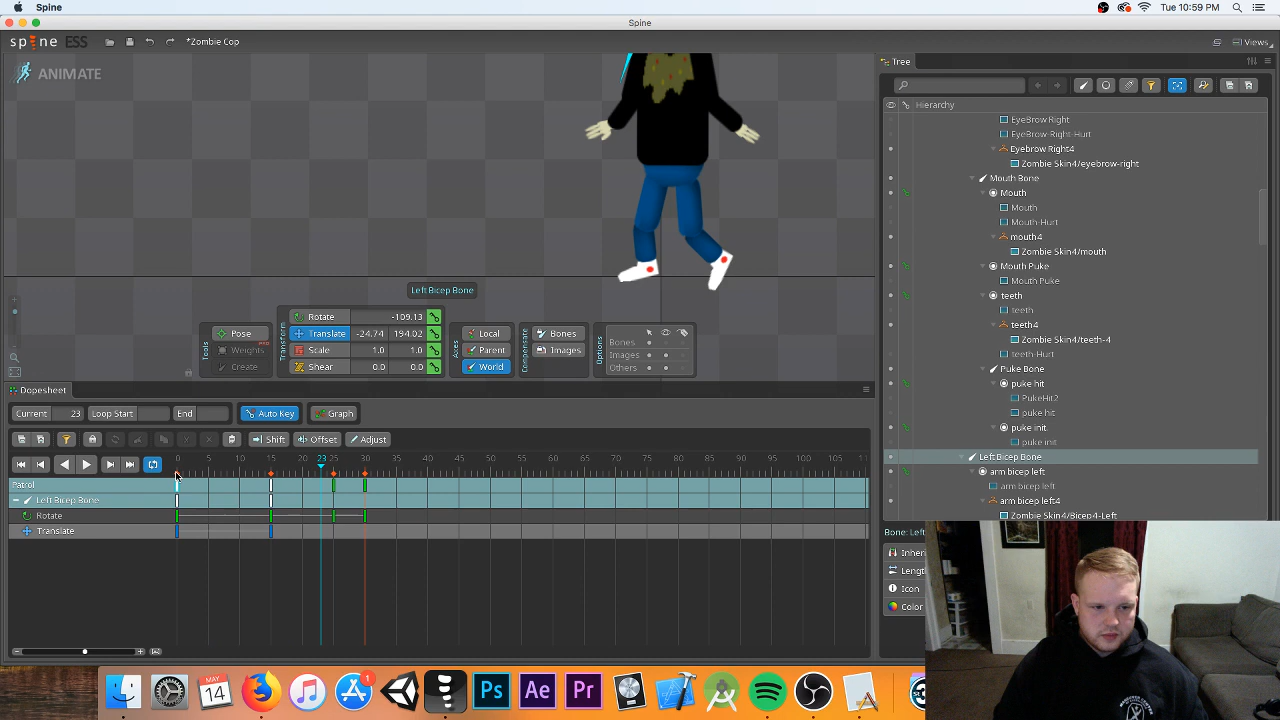 Spine
Tue 10:59 PM
Spine
spine ESS
*Zombie Cop
Views
ANIMATE
Tree
Hierarchy
EyeBrow Right
EyeBrow-Right-Hurt
Eyebrow Right4
Zombie Skin4/eyebrow-right
Mouth Bone
Mouth
Mouth
Mouth-Hurt
mouth4
Zombie Skin4/mouth
Mouth Puke
Mouth Puke
teeth
teeth
teeth4
Zombie Skin4/teeth-4
teeth-Hurt
Puke Bone
puke hit
PukeHit2
puke hit
puke init
puke init
Left Bicep Bone
arm bicep left
arm bicep left
arm bicep left4
Zombie Skin4/Bicep4-Left
Left Bicep Bone
Tools
Pose
Weights
Create
Transform
Rotate -109.13
Translate -24.74 194.02
Scale 1.0 1.0
Shear 0.0 0.0
Axes
Local
Parent
World
Compensate
Bones
Images
Options
Bones
Images
Others
Dopesheet
Current 23 Loop Start End Auto Key Graph
Shift Offset Adjust
0 5 10 15 20 23 25 30 35 40 45 50 55 60 65 70 75 80 85 90 95 100 105
Patrol
Left Bicep Bone
Rotate
Translate
Bone: Left
Inheri
Length
Icon
Color
MAY
14
1
Ps
Ae
Pr